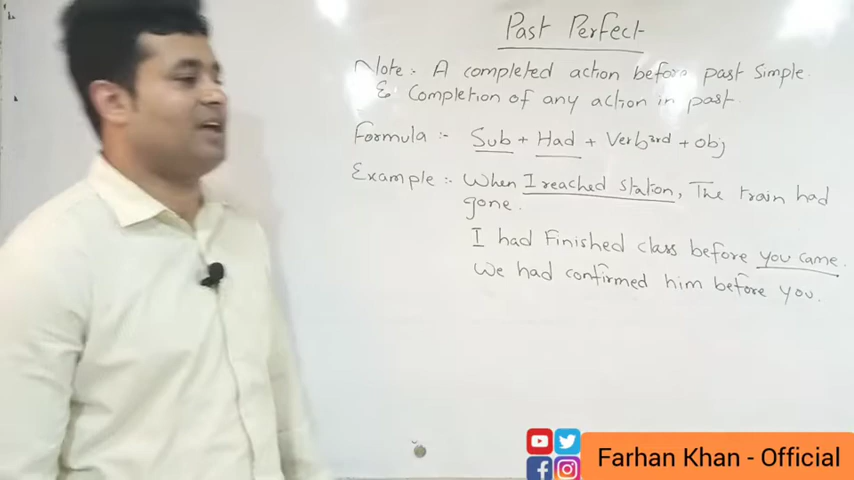 Past Perfect
Note :- A completed action before past Simple.
& Completion of any action in past.
Formula :- Sub + Had + Verb 3rd + obj
Example :- When I reached station, The train had
gone.
I had Finished class before you came.
We had confirmed him before you.
Farhan Khan - Official